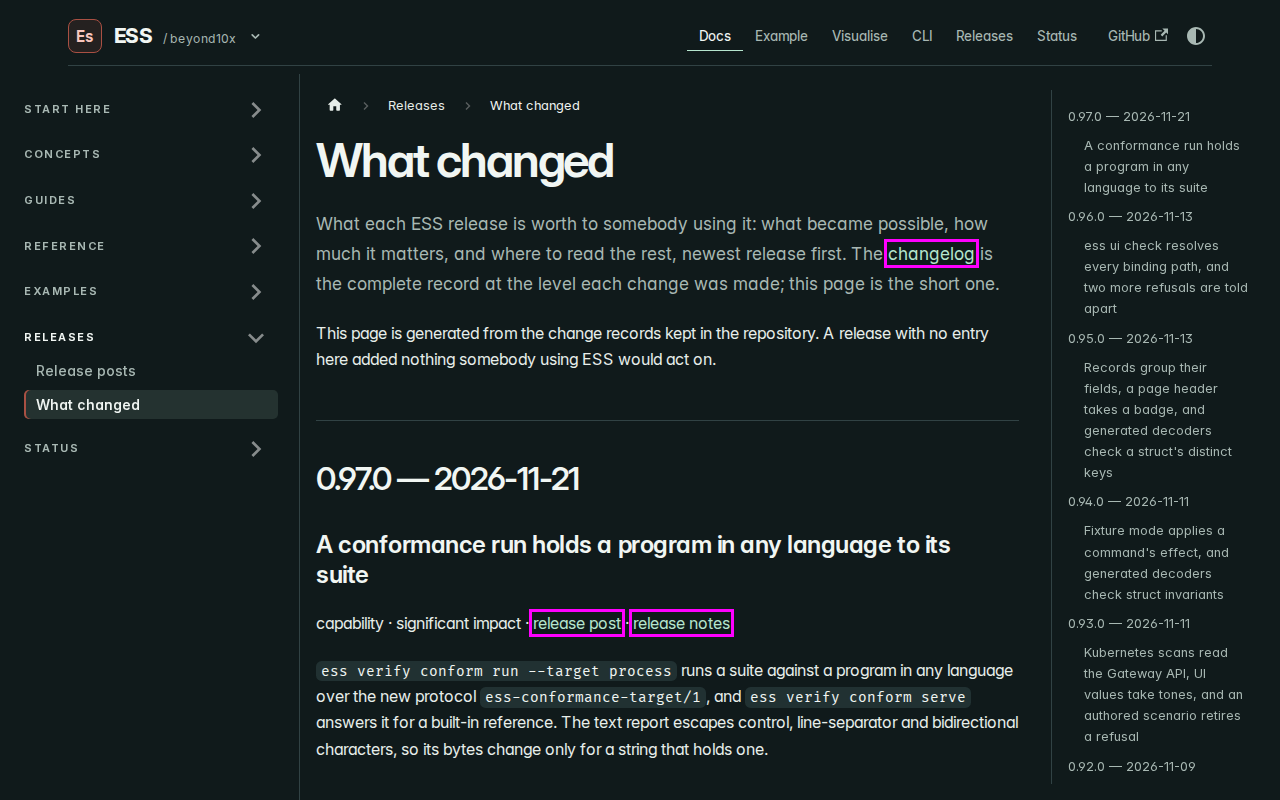 Es ESS / beyond10x
Docs Example Visualise CLI Releases Status GitHub
START HERE
CONCEPTS
GUIDES
REFERENCE
EXAMPLES
RELEASES
Release posts
What changed
STATUS
Releases What changed
What changed
What each ESS release is worth to somebody using it: what became possible, how
much it matters, and where to read the rest, newest release first. The changelog is
the complete record at the level each change was made; this page is the short one.
This page is generated from the change records kept in the repository. A release with no entry
here added nothing somebody using ESS would act on.
0.97.0 — 2026-11-21
A conformance run holds a program in any language to its
suite
capability · significant impact · release post · release notes
ess verify conform run --target process runs a suite against a program in any language
over the new protocol ess-conformance-target/1, and ess verify conform serve
answers it for a built-in reference. The text report escapes control, line-separator and bidirectional
characters, so its bytes change only for a string that holds one.
0.97.0 — 2026-11-21
A conformance run holds
a program in any
language to its suite
0.96.0 — 2026-11-13
ess ui check resolves
every binding path, and
two more refusals are told
apart
0.95.0 — 2026-11-13
Records group their
fields, a page header
takes a badge, and
generated decoders
check a struct's distinct
keys
0.94.0 — 2026-11-11
Fixture mode applies a
command's effect, and
generated decoders
check struct invariants
0.93.0 — 2026-11-11
Kubernetes scans read
the Gateway API, UI
values take tones, and an
authored scenario retires
a refusal
0.92.0 — 2026-11-09